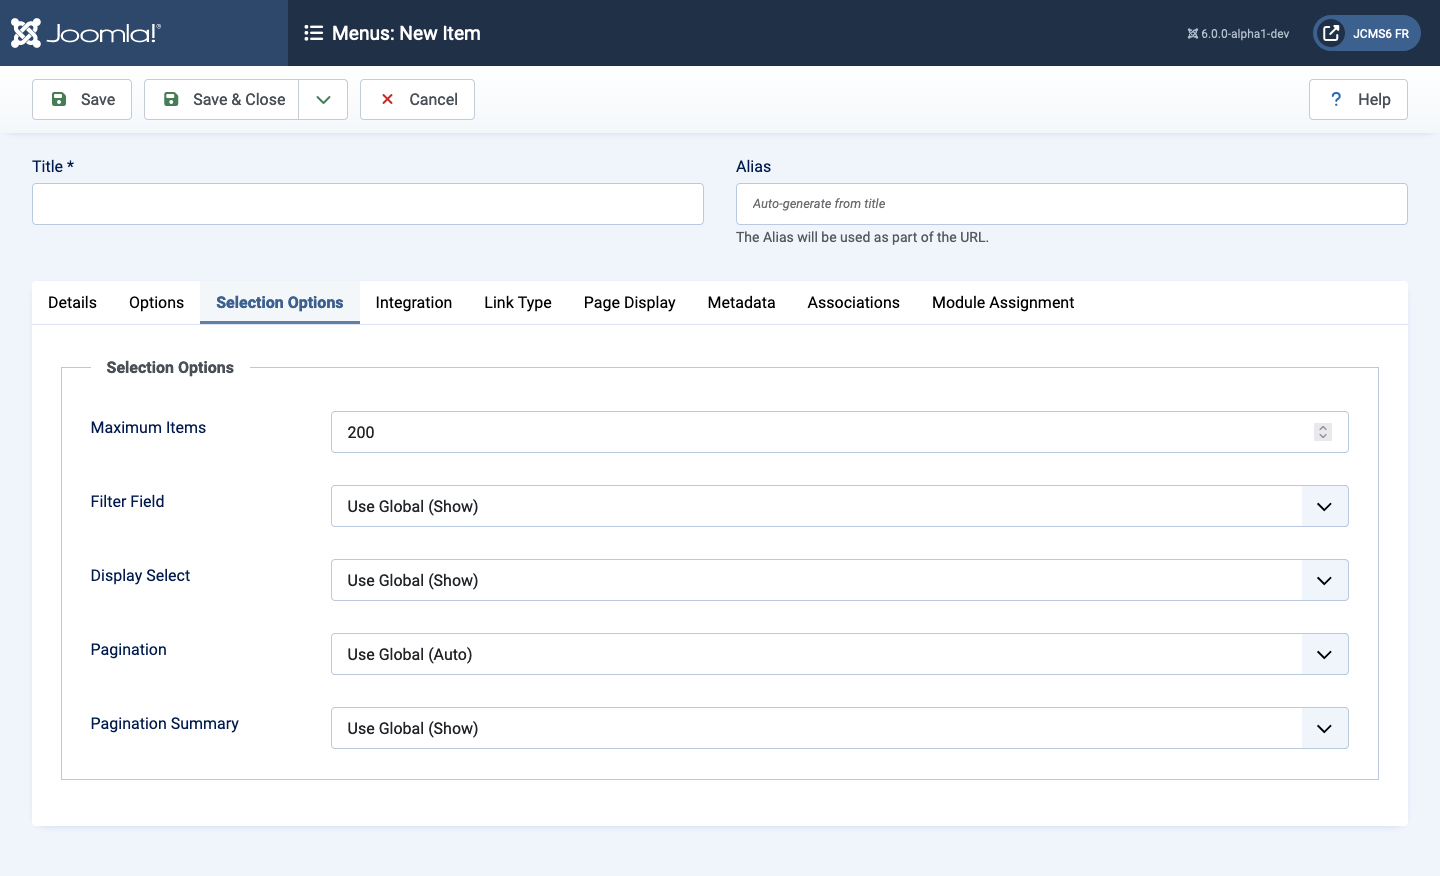 Joomla!®
Menus: New Item
6.0.0-alpha1-dev
JCMS6 FR
Save
Save & Close
Cancel
? Help
Title *
Alias
Auto-generate from title
The Alias will be used as part of the URL.
Details Options Selection Options Integration Link Type Page Display Metadata Associations Module Assignment
Selection Options
Maximum Items
200
Filter Field
Use Global (Show)
Display Select
Use Global (Show)
Pagination
Use Global (Auto)
Pagination Summary
Use Global (Show)